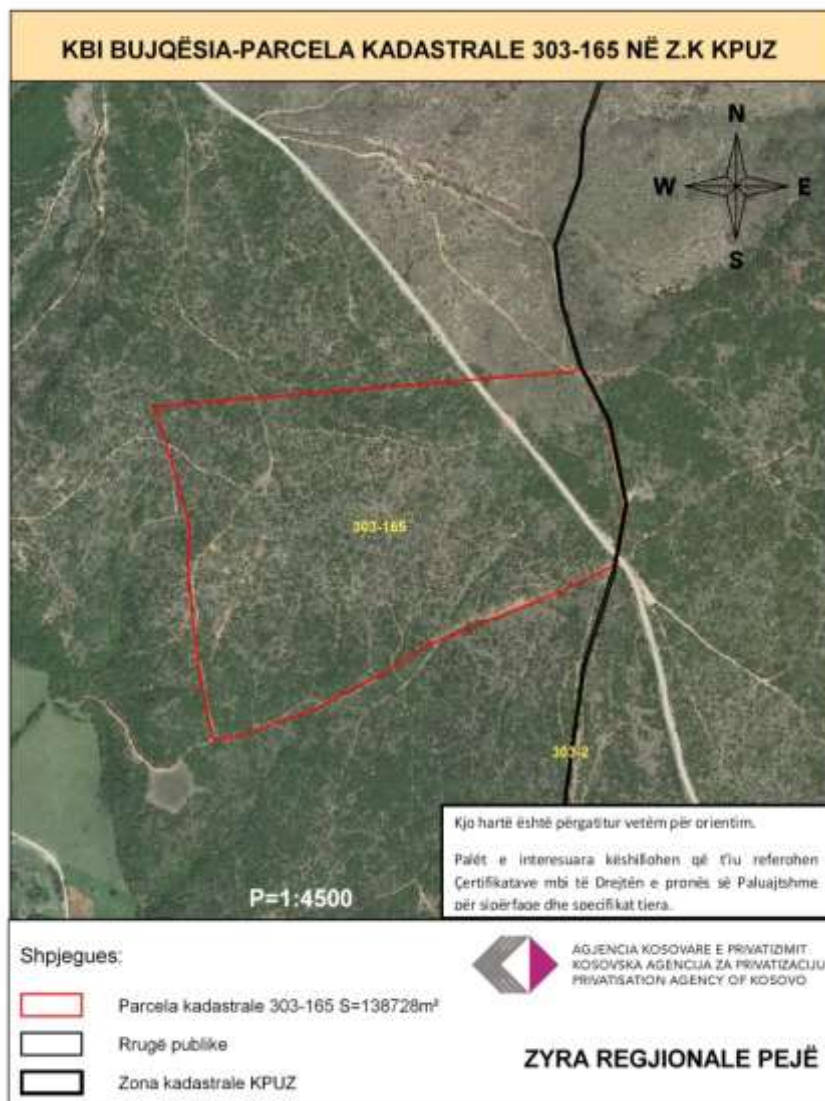 KBI BUJQËSIA-PARCELA KADASTRALE 303-165 NË Z.K KPUZ
N
W E
S
303-165
303-2
Kjo hartë është përgatitur vetëm për orientim.
Palët e interesuara këshillohen që t'iu referohen
Çertifikatave mbi të Drejtën e pronës së Paluajtshme
për sipërfaqe dhe specifikat tjera.
P=1:4500
Shpjegues:
Parcela kadastrale 303-165 S=138728m²
Rrugë publike
Zona kadastrale KPUZ
AGJENCIA KOSOVARE E PRIVATIZIMIT
KOSOVSKA AGENCIJA ZA PRIVATIZACIJU
PRIVATISATION AGENCY OF KOSOVO
ZYRA REGJIONALE PEJË